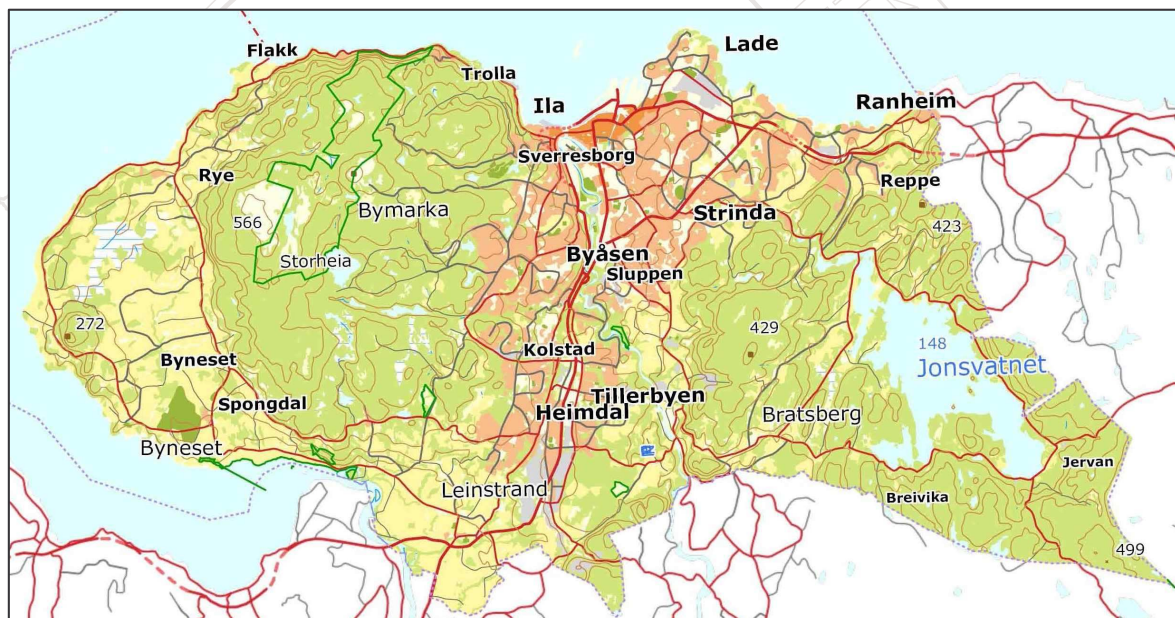 Lade
Flakk
Trolla
Ila
Ranheim
Sverresborg
Rye
Reppe
Bymarka
Strinda
566
423
Byåsen
Storheia
Sluppen
272
429
148
Kolstad
Byneset
Jonsvatnet
Tillerbyen
Spongdal
Heimdal
Bratsberg
Byneset
Jervan
Leinstrand
Breivika
499